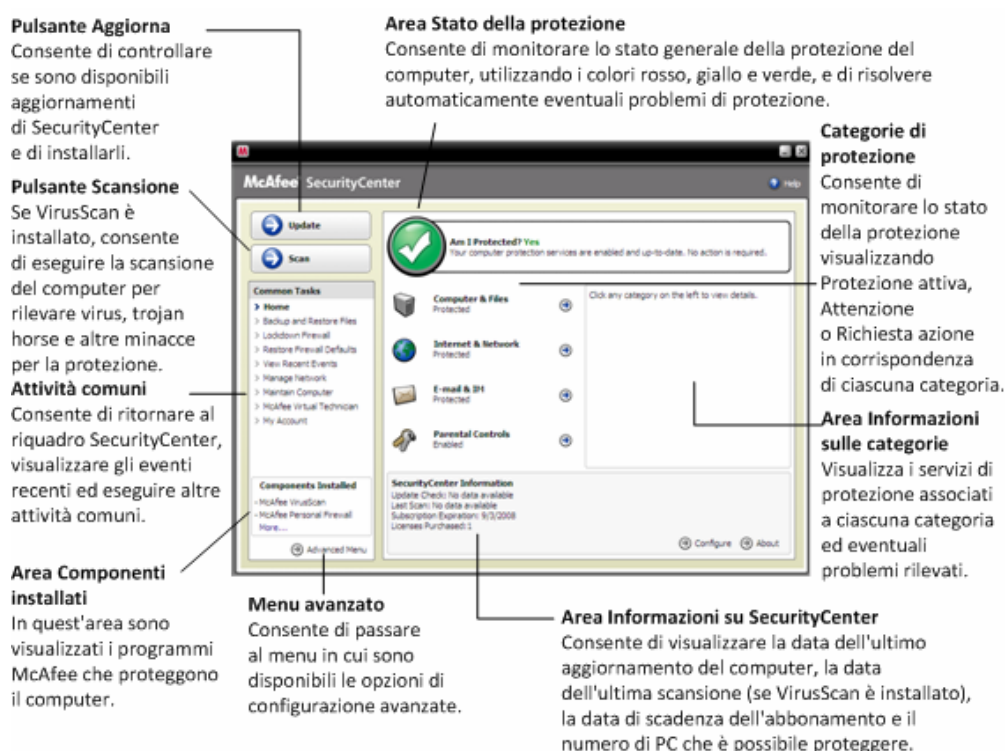 Pulsante Aggiorna
Consente di controllare
se sono disponibili
aggiornamenti
di SecurityCenter
e di installarli.
Pulsante Scansione
Se VirusScan è
installato, consente
di eseguire la scansione
del computer per
rilevare virus, trojan
horse e altre minacce
per la protezione.
Attività comuni
Consente di ritornare al
riquadro SecurityCenter,
visualizzare gli eventi
recenti ed eseguire altre
attività comuni.
Area Componenti
installati
In quest'area sono
visualizzati i programmi
McAfee che proteggono
il computer.
Area Stato della protezione
Consente di monitorare lo stato generale della protezione del
computer, utilizzando i colori rosso, giallo e verde, e di risolvere
automaticamente eventuali problemi di protezione.
McAfee SecurityCenter
Help
Update
Scan
Common Tasks
> Home
> Backup and Restore Files
> Lockdown Firewall
> Restore Firewall Defaults
> View Recent Events
> Manage Network
> Maintain Computer
> McAfee Virtual Technician
> My Account
Components Installed
- McAfee VirusScan
- McAfee Personal Firewall
More...
Advanced Menu
Am I Protected? Yes
Your computer protection services are enabled and up-to-date. No action is required.
Computer & Files
Protected
Internet & Network
Protected
E-mail & IM
Protected
Parental Controls
Enabled
Click any category on the left to view details.
SecurityCenter Information
Update Check: No data available
Last Scan: No data available
Subscription Expiration: 9/3/2008
Licenses Purchased: 1
Configure
About
Categorie di
protezione
Consente di
monitorare lo stato
della protezione
visualizzando
Protezione attiva,
Attenzione
o Richiesta azione
in corrispondenza
di ciascuna categoria.
Area Informazioni
sulle categorie
Visualizza i servizi di
protezione associati
a ciascuna categoria
ed eventuali
problemi rilevati.
Menu avanzato
Consente di passare
al menu in cui sono
disponibili le opzioni di
configurazione avanzate.
Area Informazioni su SecurityCenter
Consente di visualizzare la data dell'ultimo
aggiornamento del computer, la data
dell'ultima scansione (se VirusScan è installato),
la data di scadenza dell'abbonamento e il
numero di PC che è possibile proteggere.